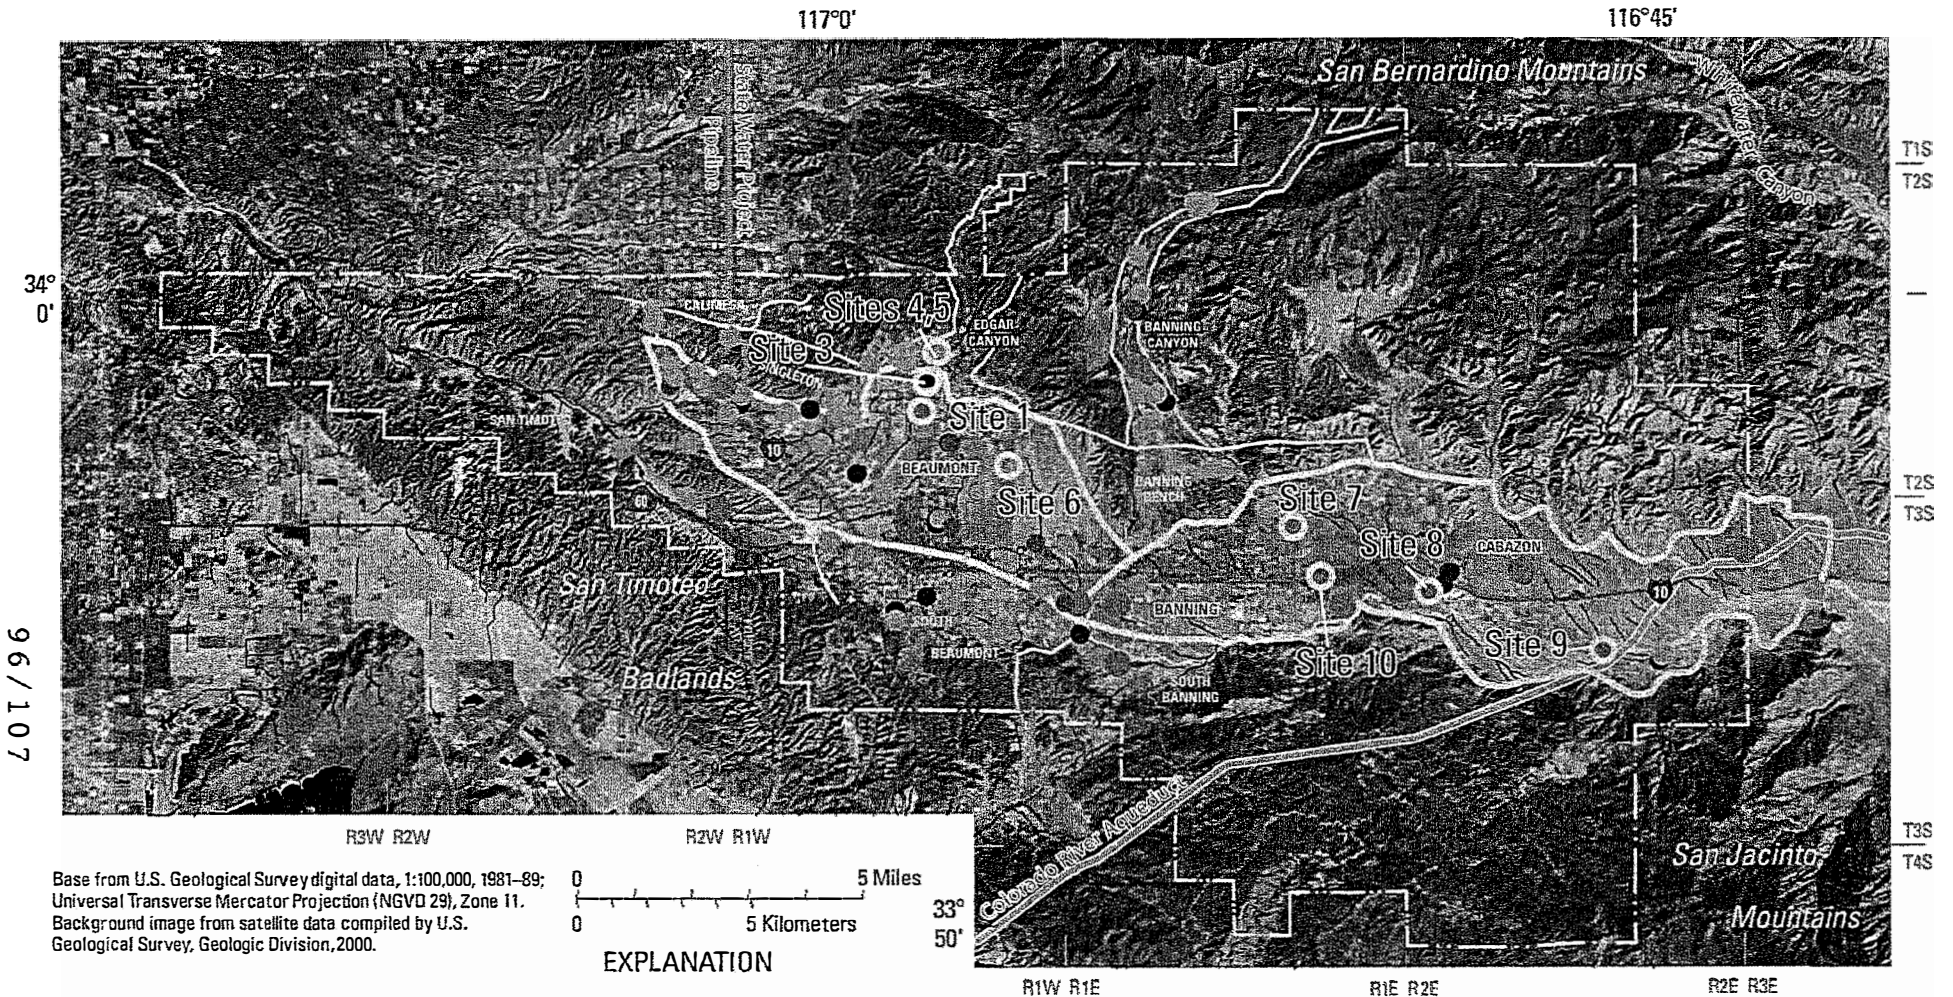 117°0'
116°45'
San Bernardino Mountains
Whitewater Canyon
State Water Project
Pipeline
T1S
T2S
34°
0'
CALIMESA
Sites 4,5
EDGAR
CANYON
BANNING
CANYON
Site 3
SINGLETON
Site 1
SAN TIMOTEO
10
BEAUMONT
BANNING
BENCH
T2S
T3S
60
Site 6
Site 7
Site 8
CABAZON
San Timoteo
Badlands
10
BANNING
SOUTH
BEAUMONT
Site 9
Site 10
SOUTH
BANNING
96/107
Colorado River Aqueduct
R3W R2W
R2W R1W
T3S
T4S
San Jacinto
Mountains
Base from U.S. Geological Survey digital data, 1:100,000, 1981–89;
Universal Transverse Mercator Projection (NGVD 29), Zone 11.
Background image from satellite data compiled by U.S.
Geological Survey, Geologic Division, 2000.
0
5 Miles
0
5 Kilometers
33°
50'
EXPLANATION
R1W R1E
R1E R2E
R2E R3E